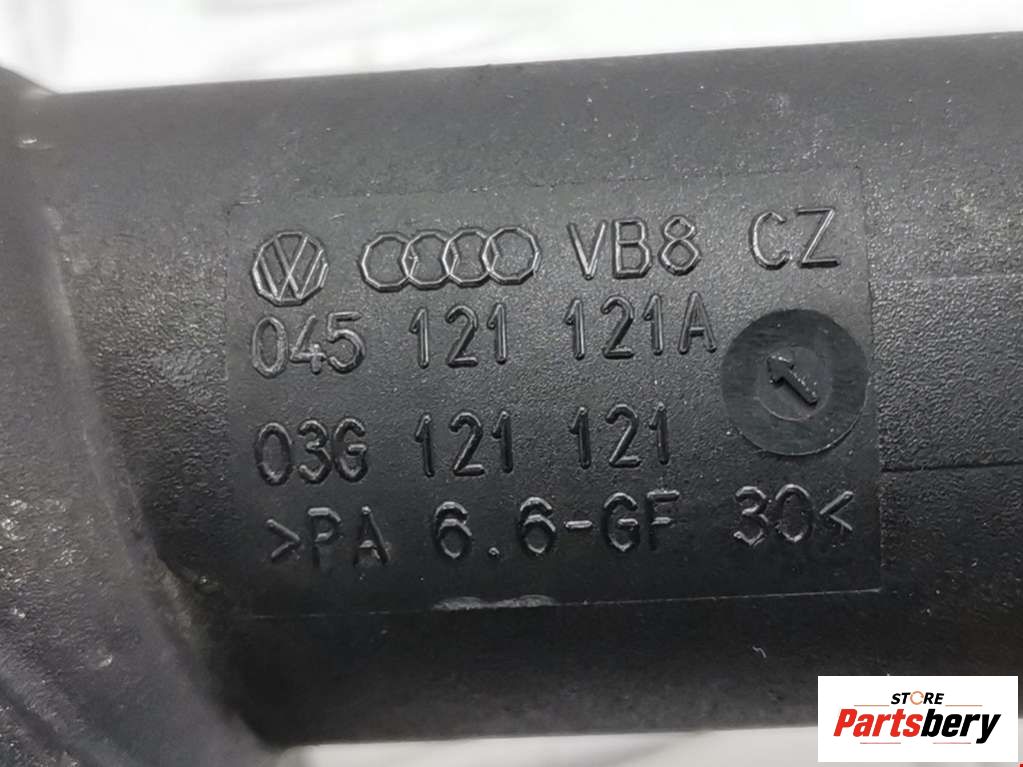 VB8 CZ
045 121 121A
03G 121 121
>PA 6.6-GF 30<
STORE
Partsbery